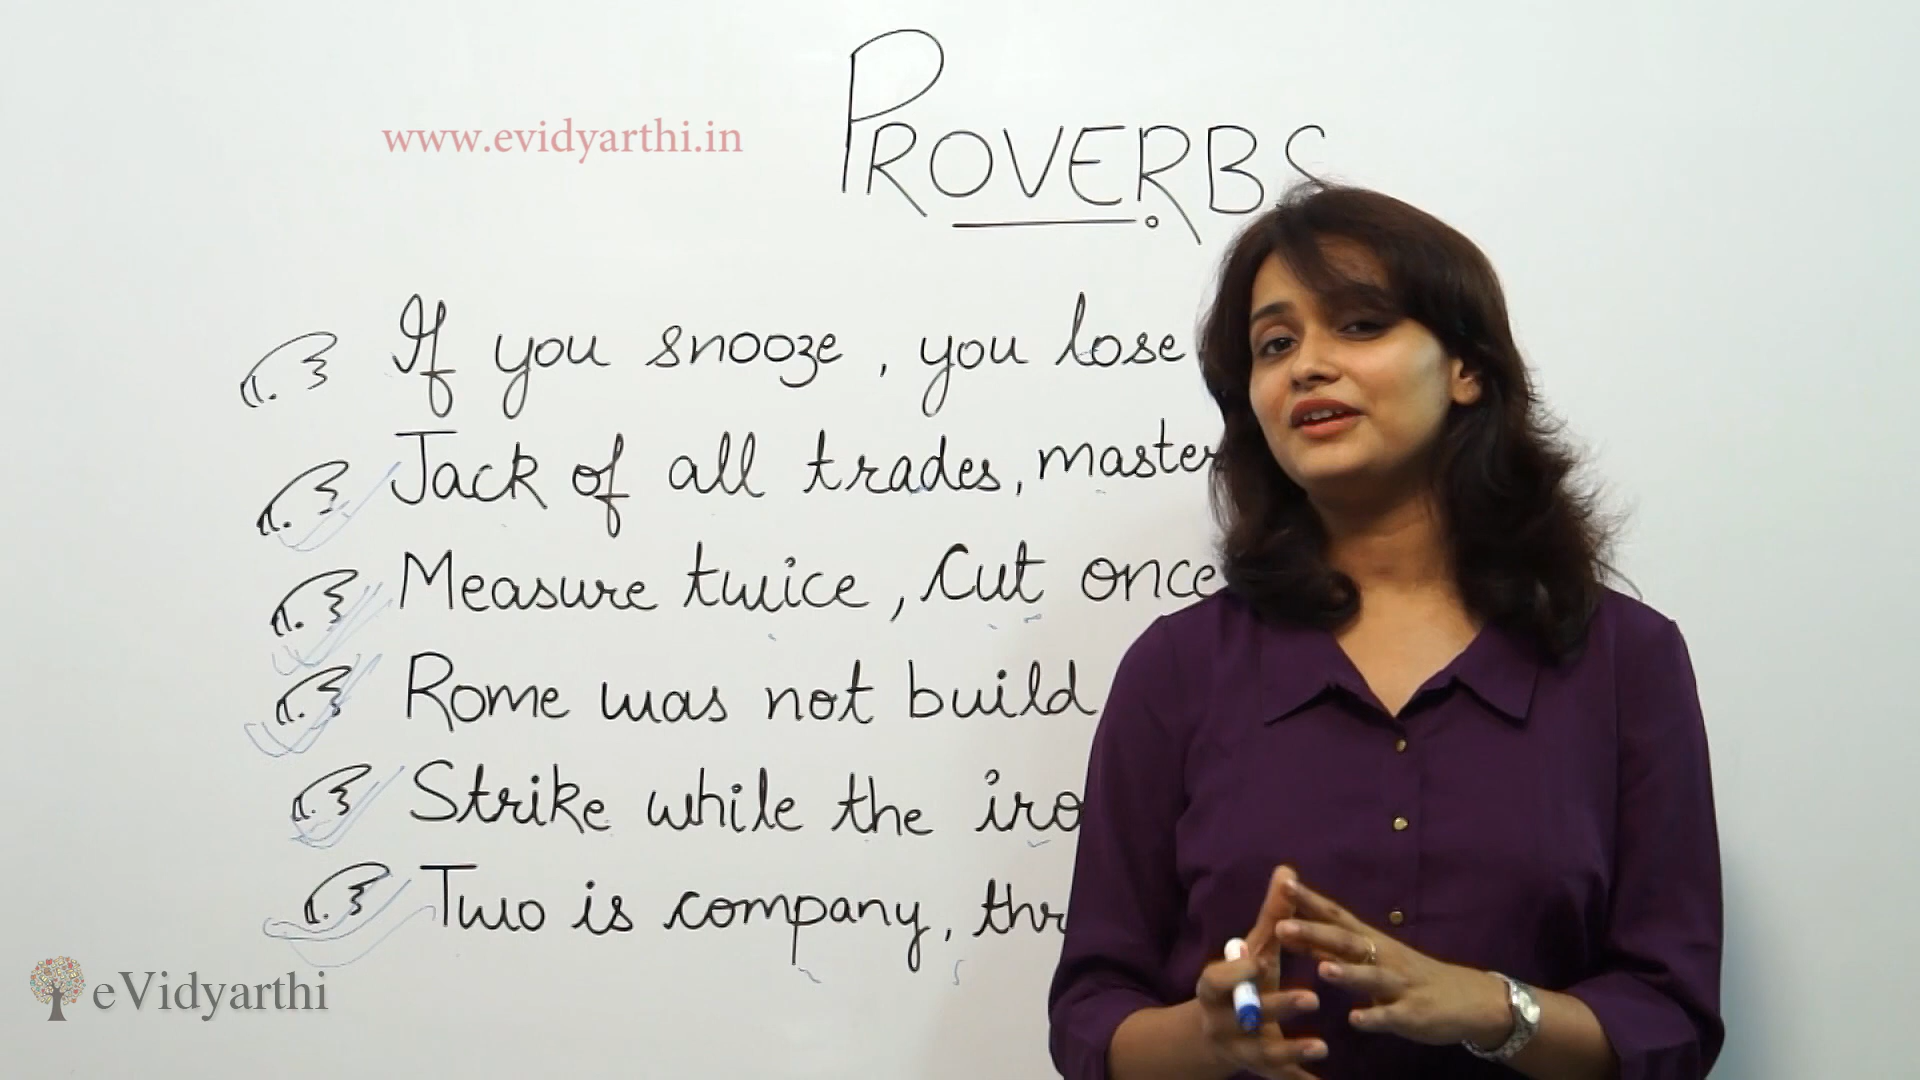 PROVERBS
www.evidyarthi.in
If you snooze, you lose
Jack of all trades, master
Measure twice, cut once
Rome was not build
Strike while the iro
Two is company, thr
eVidyarthi